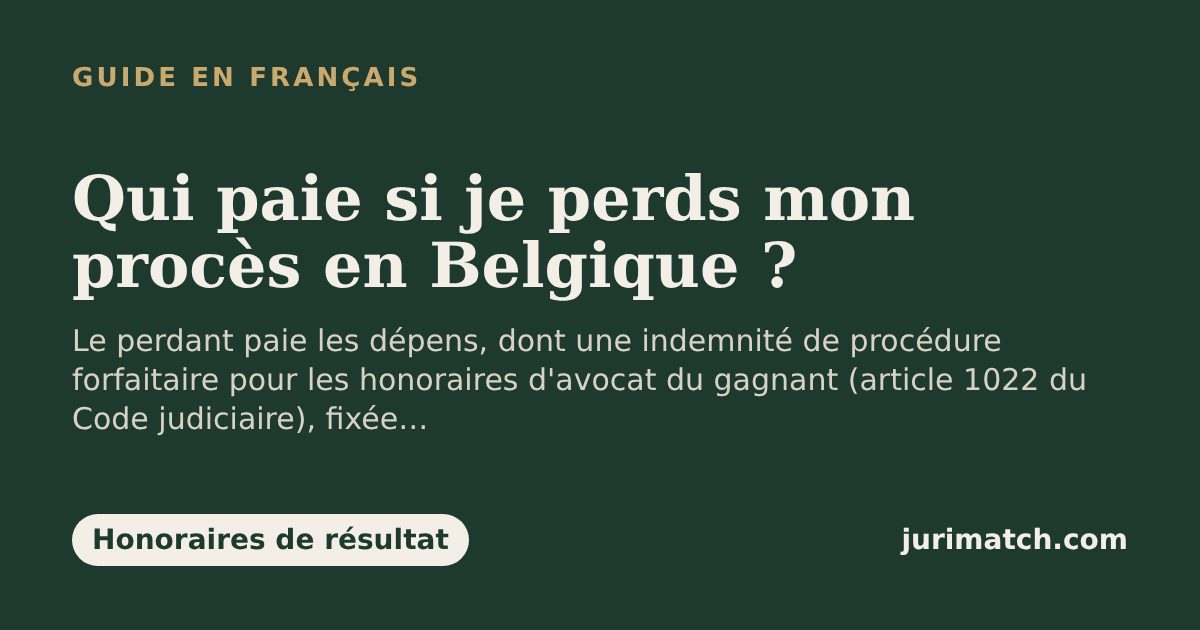 GUIDE EN FRANÇAIS
Qui paie si je perds mon
procès en Belgique ?
Le perdant paie les dépens, dont une indemnité de procédure
forfaitaire pour les honoraires d'avocat du gagnant (article 1022 du
Code judiciaire), fixée…
Honoraires de résultat
jurimatch.com